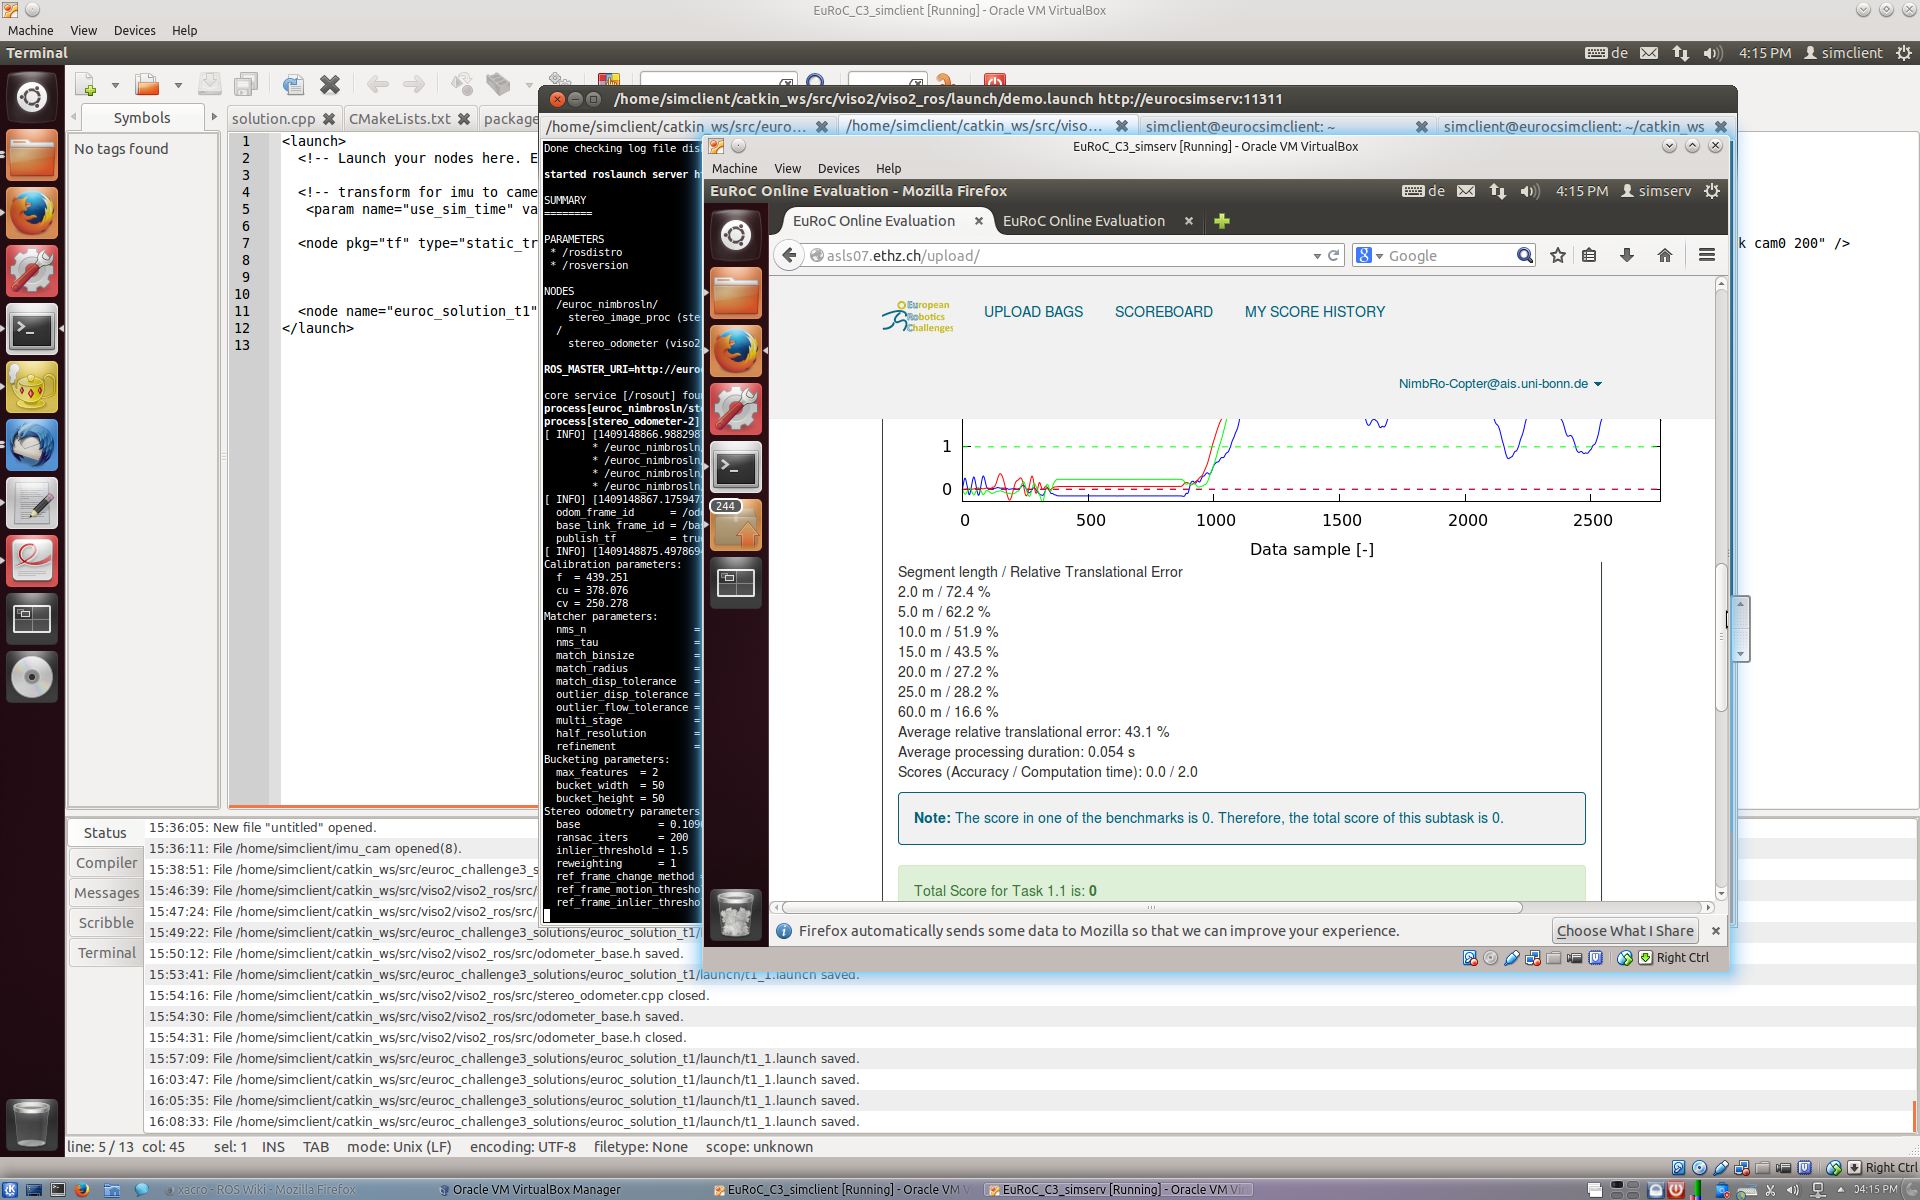 EuRoC_C3_simclient [Running] - Oracle VM VirtualBox
Machine View Devices Help
Terminal
de 4:15 PM simclient
Symbols
No tags found
solution.cpp CMakeLists.txt package
1 <launch>
2 <!-- Launch your nodes here. E
3
4 <!-- transform for imu to came
5 <param name="use_sim_time" va
6
7 <node pkg="tf" type="static_tr
k cam0 200" />
8
9
10
11 <node name="euroc_solution_t1"
12 </launch>
13
/home/simclient/catkin_ws/src/viso2/viso2_ros/launch/demo.launch http://eurocsimserv:11311
/home/simclient/catkin_ws/src/euro... /home/simclient/catkin_ws/src/viso... simclient@eurocsimclient: ~ simclient@eurocsimclient: ~/catkin_ws
Done checking log file dis
started roslaunch server h
SUMMARY
========
PARAMETERS
* /rosdistro
* /rosversion
NODES
/euroc_nimbrosln/
stereo_image_proc (ste
/
stereo_odometer (viso2
ROS_MASTER_URI=http://euro
core service [/rosout] fou
process[euroc_nimbrosln/st
process[stereo_odometer-2]
[ INFO] [1409148866.988298
* /euroc_nimbrosln
* /euroc_nimbrosln
* /euroc_nimbrosln
* /euroc_nimbrosln
[ INFO] [1409148867.175947
odom_frame_id = /odo
base_link_frame_id = /ba
publish_tf = tru
[ INFO] [1409148875.497869
Calibration parameters:
f = 439.251
cu = 378.076
cv = 250.278
Matcher parameters:
nms_n =
nms_tau =
match_binsize =
match_radius =
match_disp_tolerance =
outlier_disp_tolerance =
outlier_flow_tolerance =
multi_stage =
half_resolution =
refinement =
Bucketing parameters:
max_features = 2
bucket_width = 50
bucket_height = 50
Stereo odometry parameters
base = 0.109
ransac_iters = 200
inlier_threshold = 1.5
reweighting = 1
ref_frame_change_method =
ref_frame_motion_thresho
ref_frame_inlier_thresho
EuRoC_C3_simserv [Running] - Oracle VM VirtualBox
Machine View Devices Help
EuRoC Online Evaluation - Mozilla Firefox
de 4:15 PM simserv
EuRoC Online Evaluation EuRoC Online Evaluation
asls07.ethz.ch/upload/
Google
244
European Robotics Challenges
UPLOAD BAGS SCOREBOARD MY SCORE HISTORY
NimbRo-Copter@ais.uni-bonn.de
1
0
0 500 1000 1500 2000 2500
Data sample [-]
Segment length / Relative Translational Error
2.0 m / 72.4 %
5.0 m / 62.2 %
10.0 m / 51.9 %
15.0 m / 43.5 %
20.0 m / 27.2 %
25.0 m / 28.2 %
60.0 m / 16.6 %
Average relative translational error: 43.1 %
Average processing duration: 0.054 s
Scores (Accuracy / Computation time): 0.0 / 2.0
Note: The score in one of the benchmarks is 0. Therefore, the total score of this subtask is 0.
Total Score for Task 1.1 is: 0
Firefox automatically sends some data to Mozilla so that we can improve your experience.
Choose What I Share
Right Ctrl
Status
Compiler
Messages
Scribble
Terminal
15:36:05: New file "untitled" opened.
15:36:11: File /home/simclient/imu_cam opened(8).
15:38:51: File /home/simclient/catkin_ws/src/euroc_challenge3_s
15:46:39: File /home/simclient/catkin_ws/src/viso2/viso2_ros/src/
15:47:24: File /home/simclient/catkin_ws/src/viso2/viso2_ros/src/
15:49:22: File /home/simclient/catkin_ws/src/euroc_challenge3_solutions/euroc_solution_t1/
15:50:12: File /home/simclient/catkin_ws/src/viso2/viso2_ros/src/odometer_base.h saved.
15:53:41: File /home/simclient/catkin_ws/src/euroc_challenge3_solutions/euroc_solution_t1/launch/t1_1.launch saved.
15:54:16: File /home/simclient/catkin_ws/src/viso2/viso2_ros/src/stereo_odometer.cpp closed.
15:54:30: File /home/simclient/catkin_ws/src/viso2/viso2_ros/src/odometer_base.h saved.
15:54:31: File /home/simclient/catkin_ws/src/viso2/viso2_ros/src/odometer_base.h closed.
15:57:09: File /home/simclient/catkin_ws/src/euroc_challenge3_solutions/euroc_solution_t1/launch/t1_1.launch saved.
16:03:47: File /home/simclient/catkin_ws/src/euroc_challenge3_solutions/euroc_solution_t1/launch/t1_1.launch saved.
16:05:35: File /home/simclient/catkin_ws/src/euroc_challenge3_solutions/euroc_solution_t1/launch/t1_1.launch saved.
16:08:33: File /home/simclient/catkin_ws/src/euroc_challenge3_solutions/euroc_solution_t1/launch/t1_1.launch saved.
line: 5 / 13 col: 45 sel: 1 INS TAB mode: Unix (LF) encoding: UTF-8 filetype: None scope: unknown
Right Ctrl
xacro - ROS Wiki - Mozilla Firefox Oracle VM VirtualBox Manager EuRoC_C3_simclient [Running] - Oracle VM V EuRoC_C3_simserv [Running] - Oracle VM Vi 04:15 PM